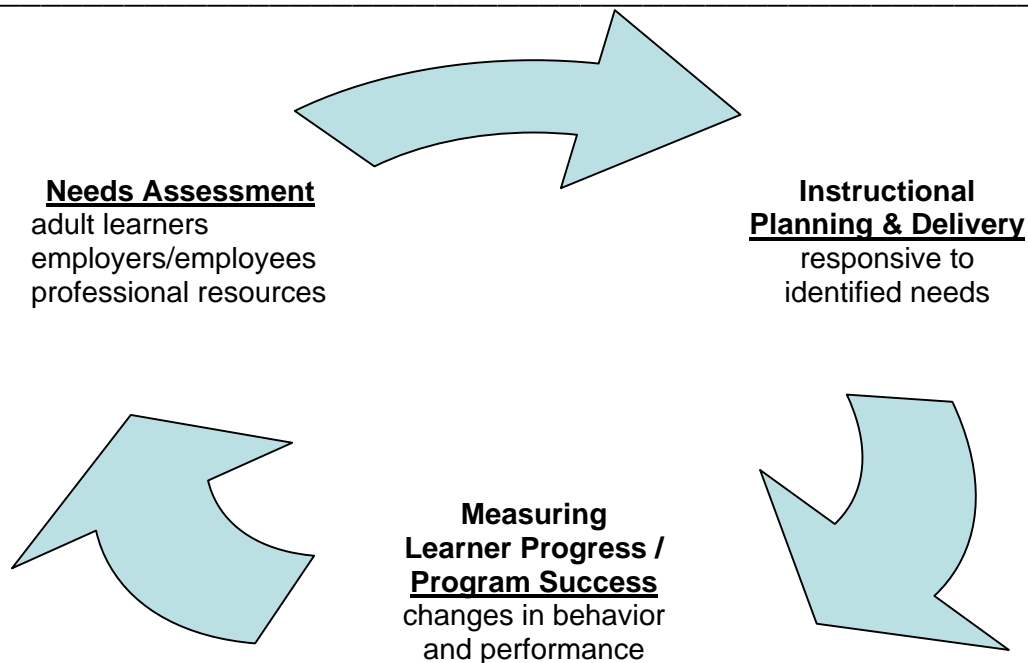 Needs Assessment
adult learners
employers/employees
professional resources
Instructional
Planning & Delivery
responsive to
identified needs
Measuring
Learner Progress /
Program Success
changes in behavior
and performance